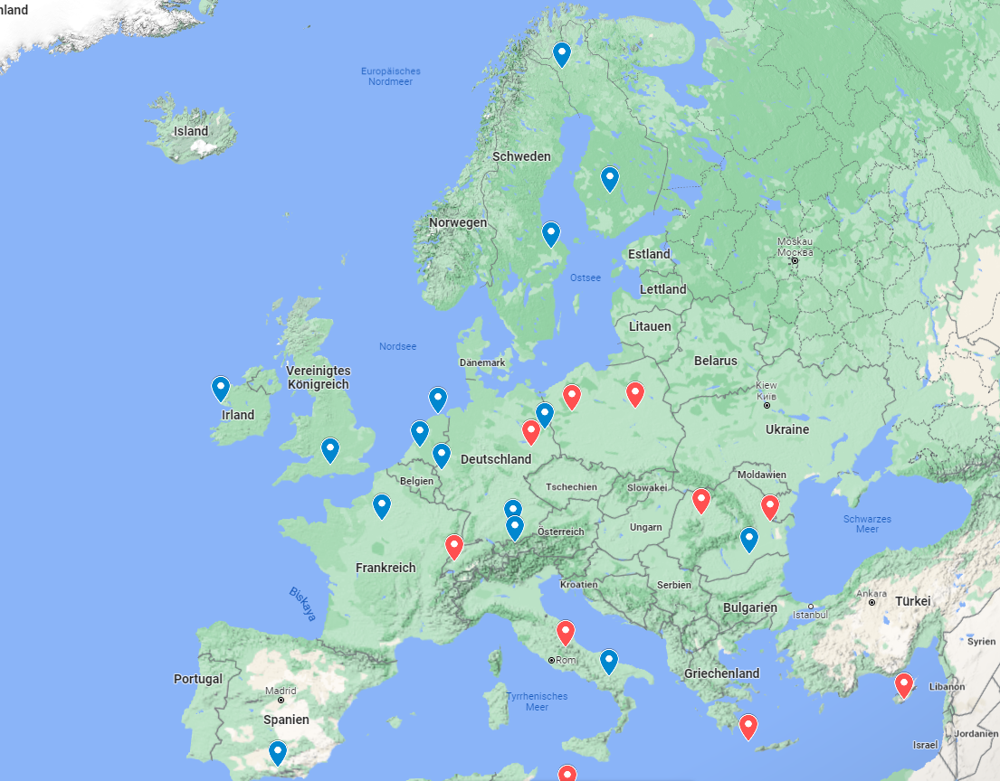 nland
Europäisches
Nordmeer
Island
Schweden
Norwegen
Moskau
Москва
Estland
Ostsee
Lettland
Litauen
Nordsee
Dänemark
Belarus
Vereinigtes
Königreich
Kiew
Київ
Irland
Ukraine
Deutschland
Moldawien
Belgien
Tschechien
Slowakei
Schwarzes
Meer
Ungarn
Österreich
Frankreich
Kroatien
Serbien
Biskaya
Ankara
Türkei
Bulgarien
Istanbul
Syrien
Rom
Griechenland
Portugal
Libanon
Madrid
Tyrrhenisches
Meer
Spanien
Jordanien
Israel